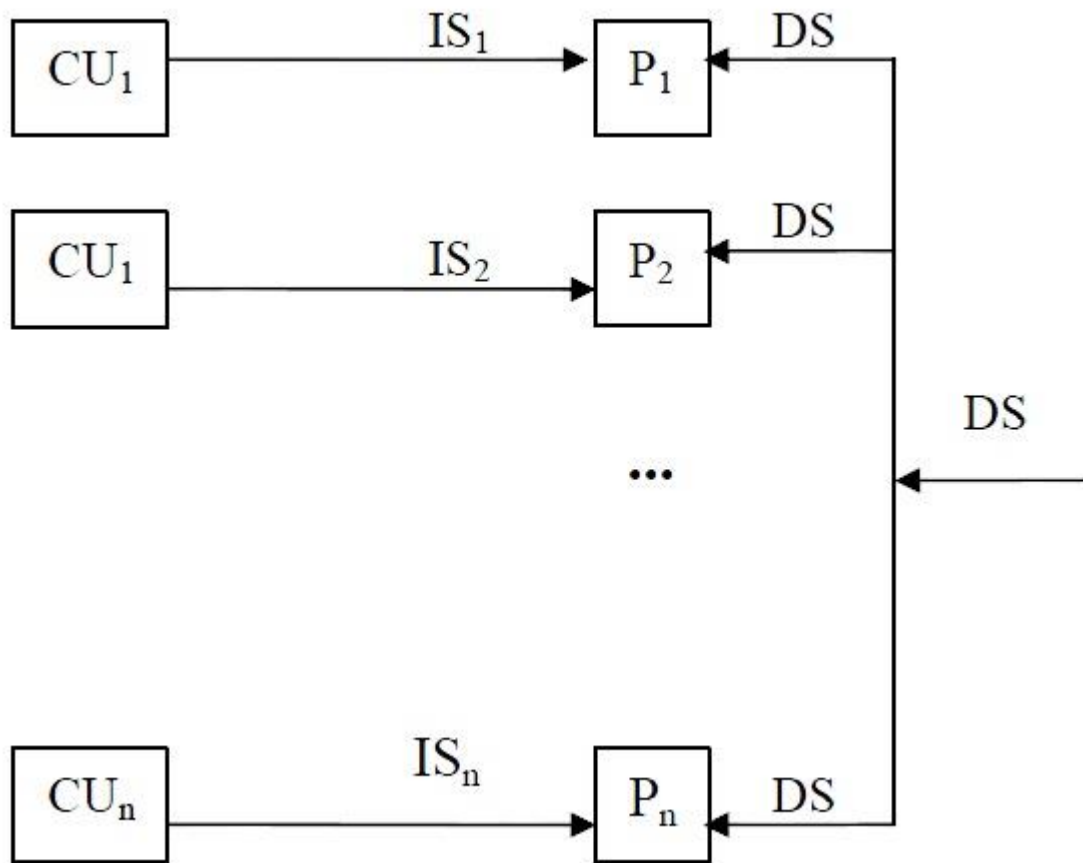 CU₁ IS₁ P₁ DS
CU₁ IS₂ P₂ DS
DS
...
CUₙ ISₙ Pₙ DS